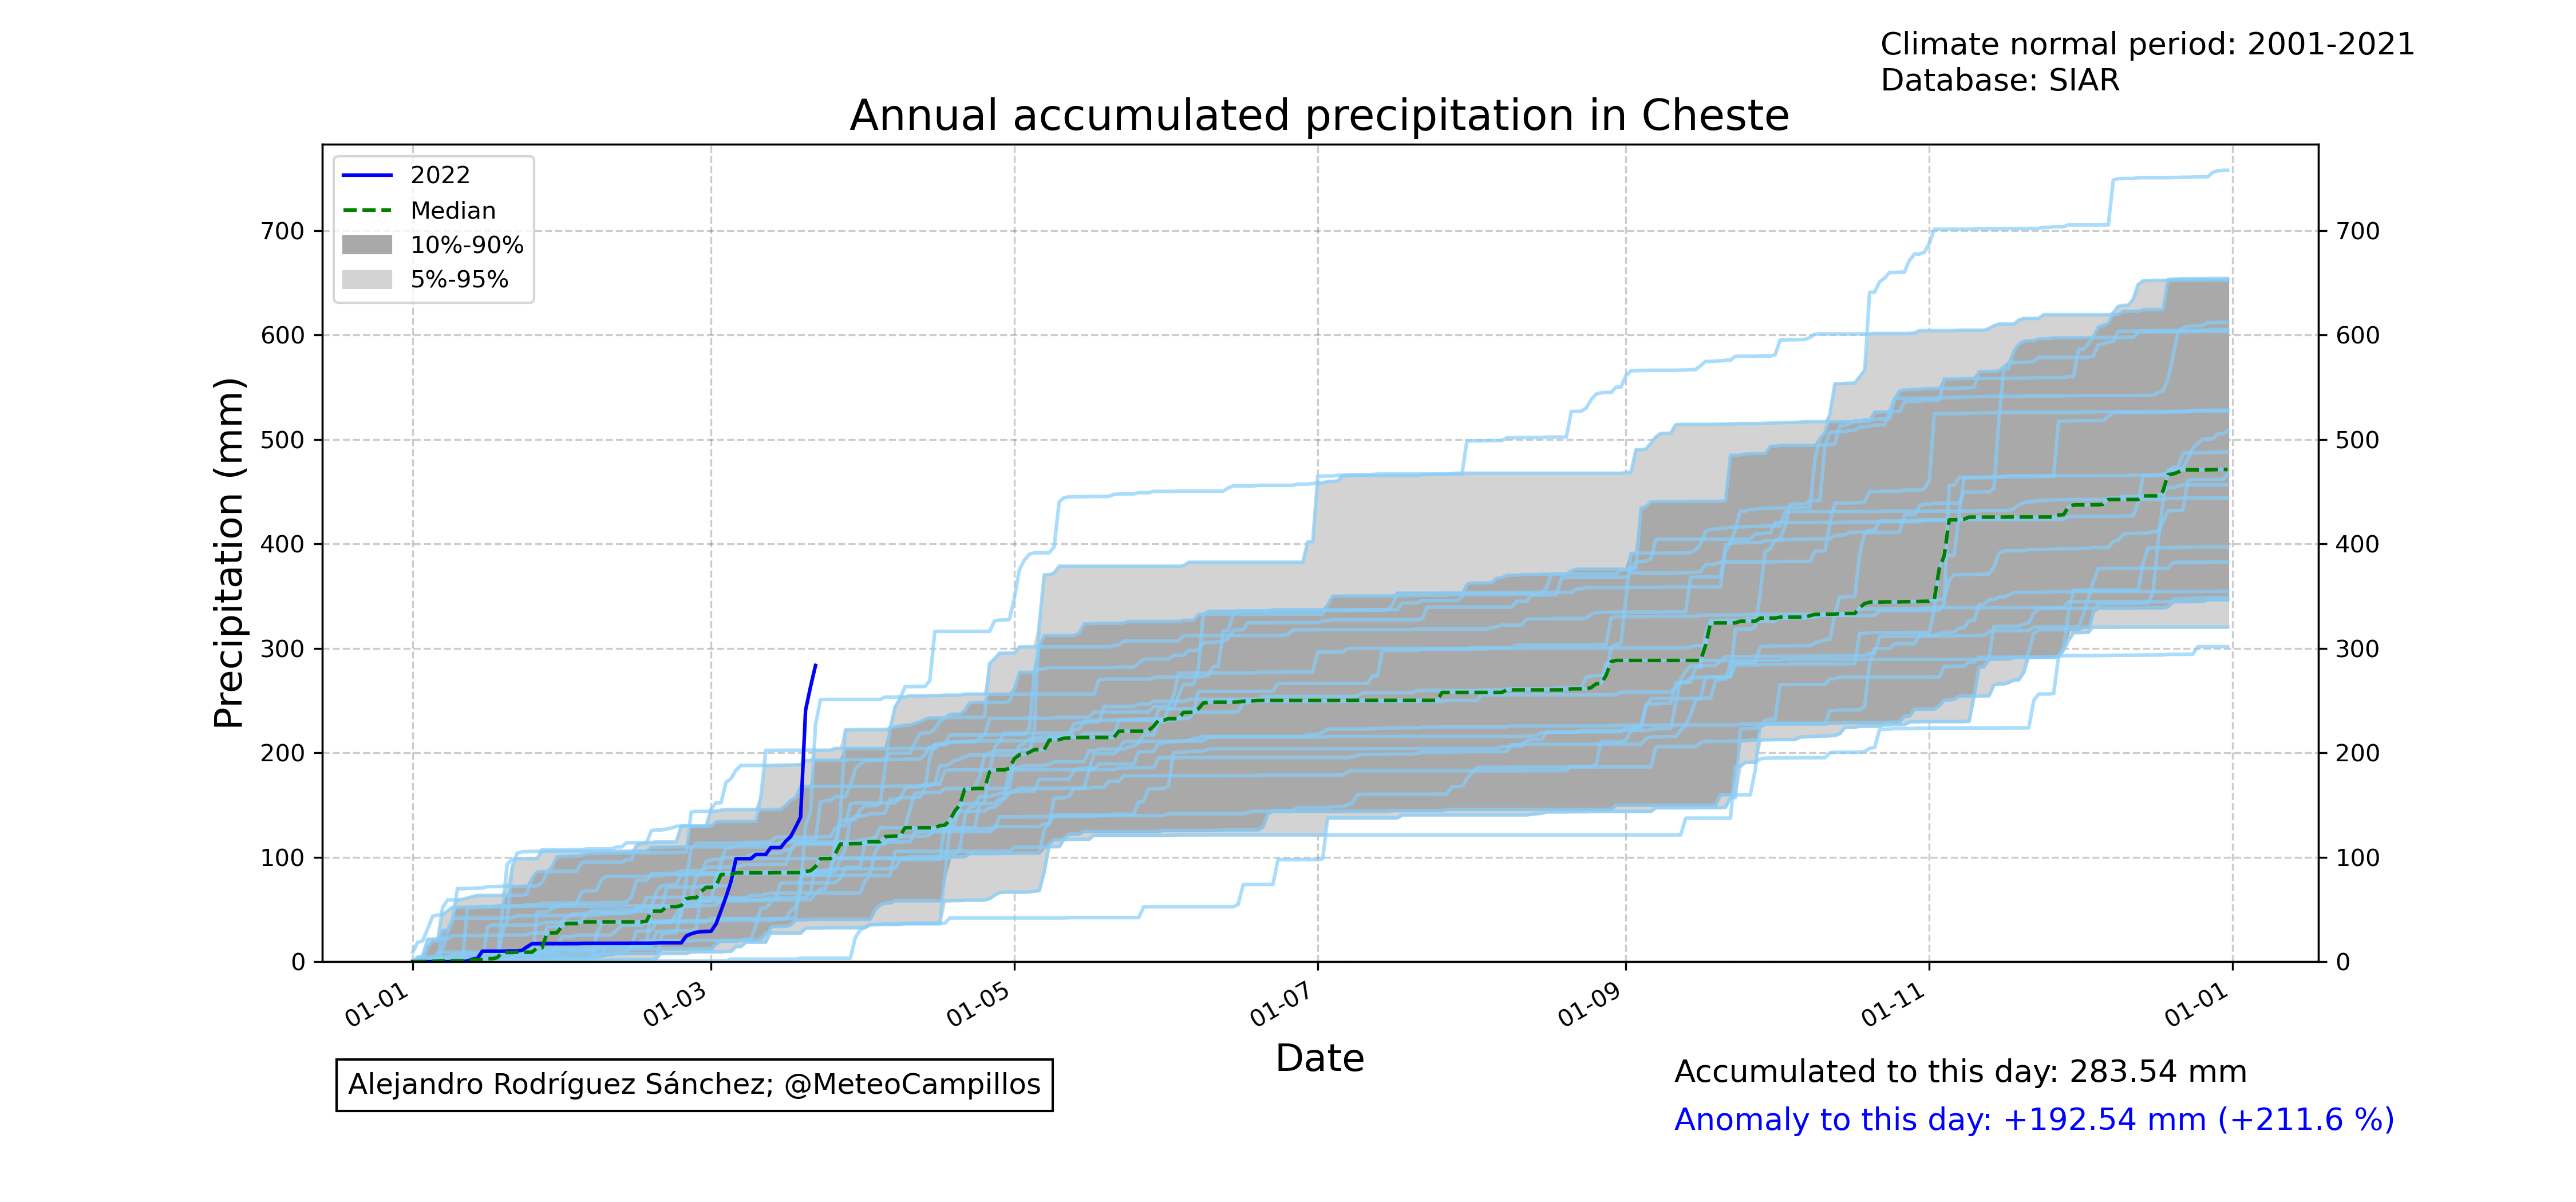 Climate normal period: 2001-2021
Database: SIAR
Annual accumulated precipitation in Cheste
2022
Median
10%-90%
5%-95%
Precipitation (mm)
700
600
500
400
300
200
100
0
700
600
500
400
300
200
100
0
01-01
01-03
01-05
01-07
01-09
01-11
01-01
Date
Alejandro Rodríguez Sánchez; @MeteoCampillos
Accumulated to this day: 283.54 mm
Anomaly to this day: +192.54 mm (+211.6 %)